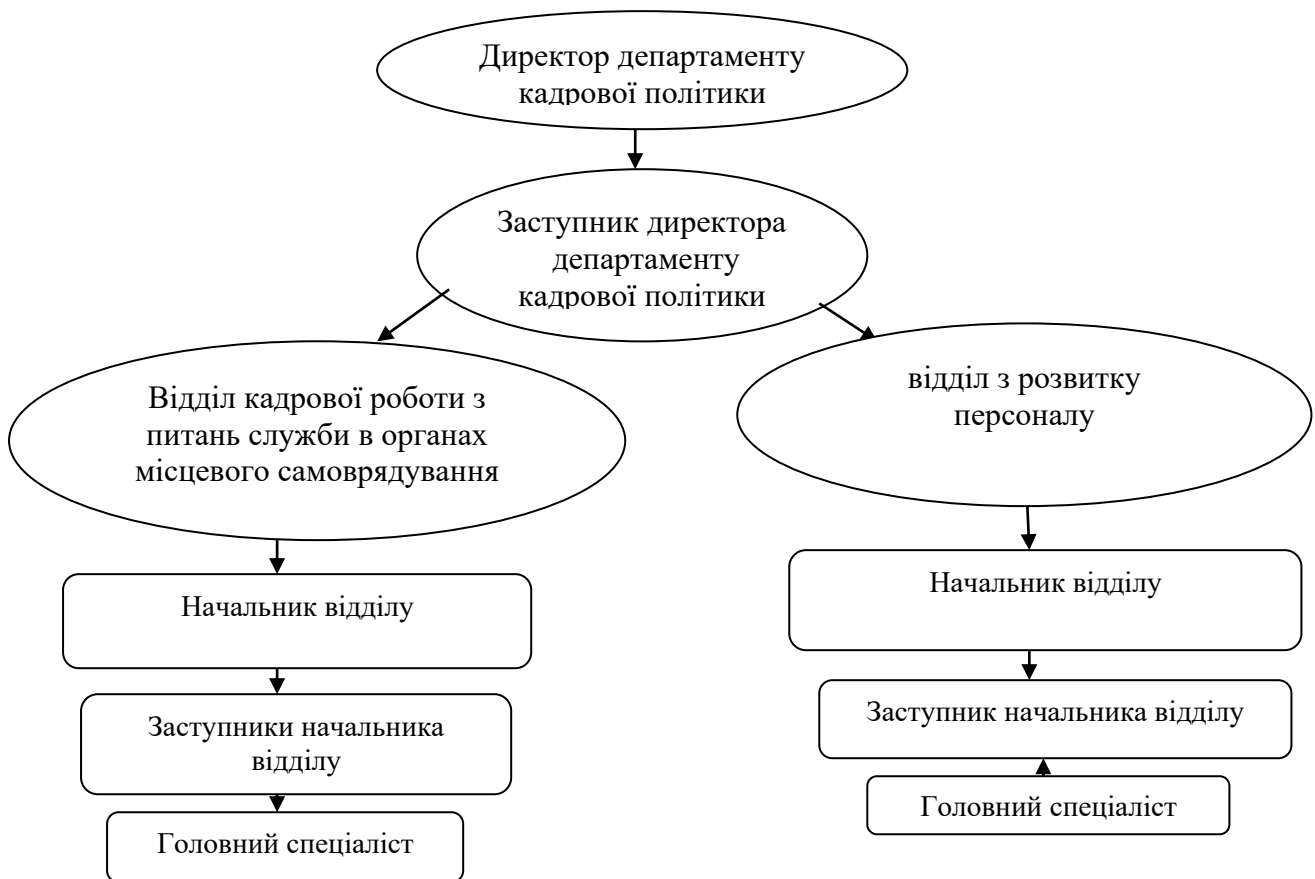 Директор департаменту
кадрової політики
Заступник директора
департаменту
кадрової політики
Відділ кадрової роботи з
питань служби в органах
місцевого самоврядування
відділ з розвитку
персоналу
Начальник відділу
Начальник відділу
Заступники начальника
відділу
Заступник начальника відділу
Головний спеціаліст
Головний спеціаліст